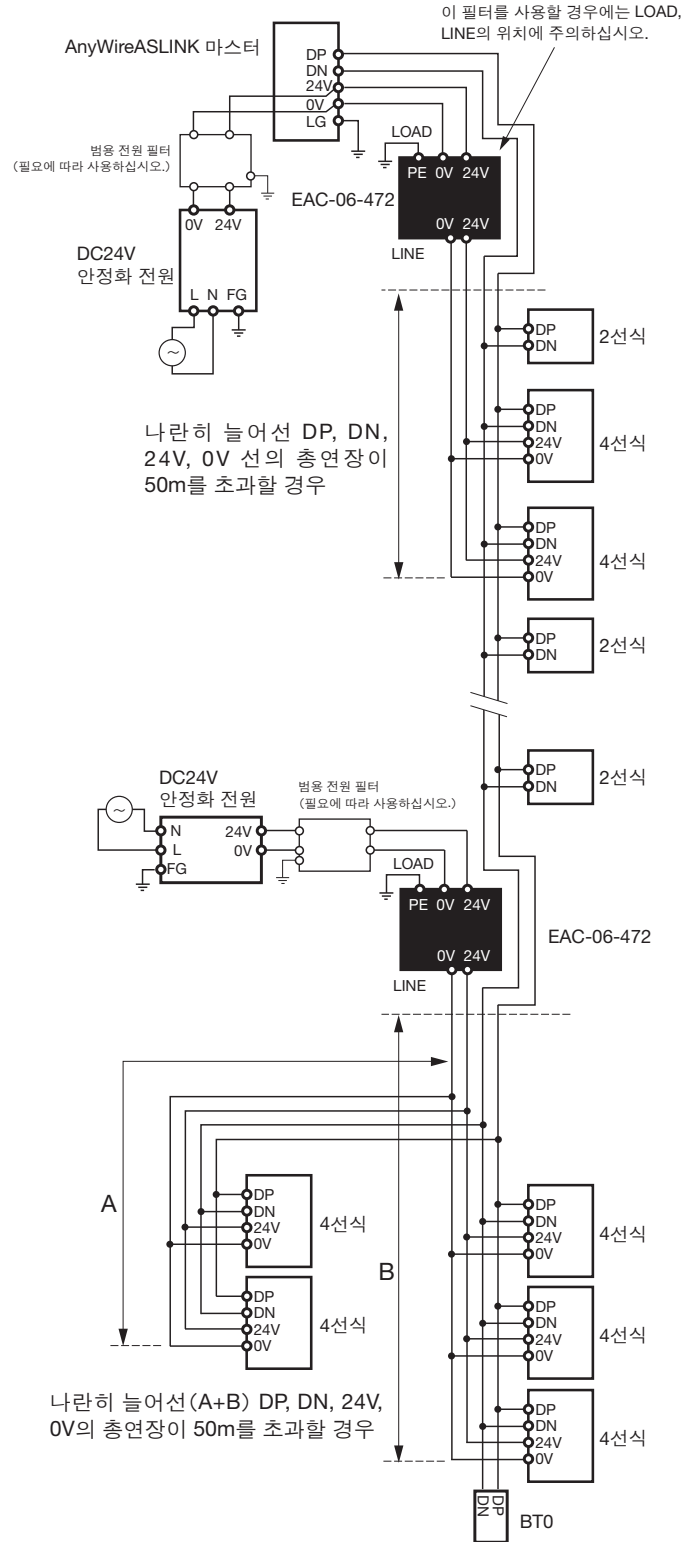 이 필터를 사용할 경우에는 LOAD,
LINE의 위치에 주의하십시오.
AnyWireASLINK 마스터
DP
DN
24V
0V
LG
범용 전원 필터
(필요에 따라 사용하십시오.)
LOAD
PE 0V 24V
EAC-06-472
0V 24V
LINE
0V 24V
DC24V
안정화 전원
L N FG
DP
DN
2선식
나란히 늘어선 DP, DN,
24V, 0V 선의 총연장이
50m를 초과할 경우
DP
DN
24V
0V
4선식
DP
DN
24V
0V
4선식
DP
DN
2선식
DP
DN
2선식
DC24V
안정화 전원
N
L
FG
24V
0V
범용 전원 필터
(필요에 따라 사용하십시오.)
LOAD
PE 0V 24V
EAC-06-472
0V 24V
LINE
A
B
DP
DN
24V
0V
4선식
DP
DN
24V
0V
4선식
DP
DN
24V
0V
4선식
DP
DN
24V
0V
4선식
DP
DN
24V
0V
4선식
나란히 늘어선(A+B) DP, DN, 24V,
0V의 총연장이 50m를 초과할 경우
DN
DP
BT0